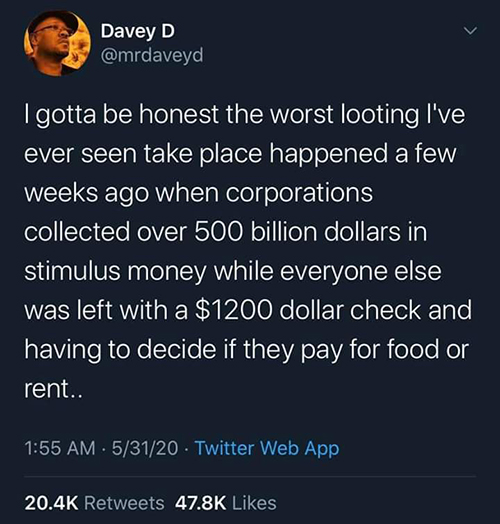 Davey D
@mrdaveyd
I gotta be honest the worst looting I've
ever seen take place happened a few
weeks ago when corporations
collected over 500 billion dollars in
stimulus money while everyone else
was left with a $1200 dollar check and
having to decide if they pay for food or
rent..
1:55 AM · 5/31/20 · Twitter Web App
20.4K Retweets 47.8K Likes